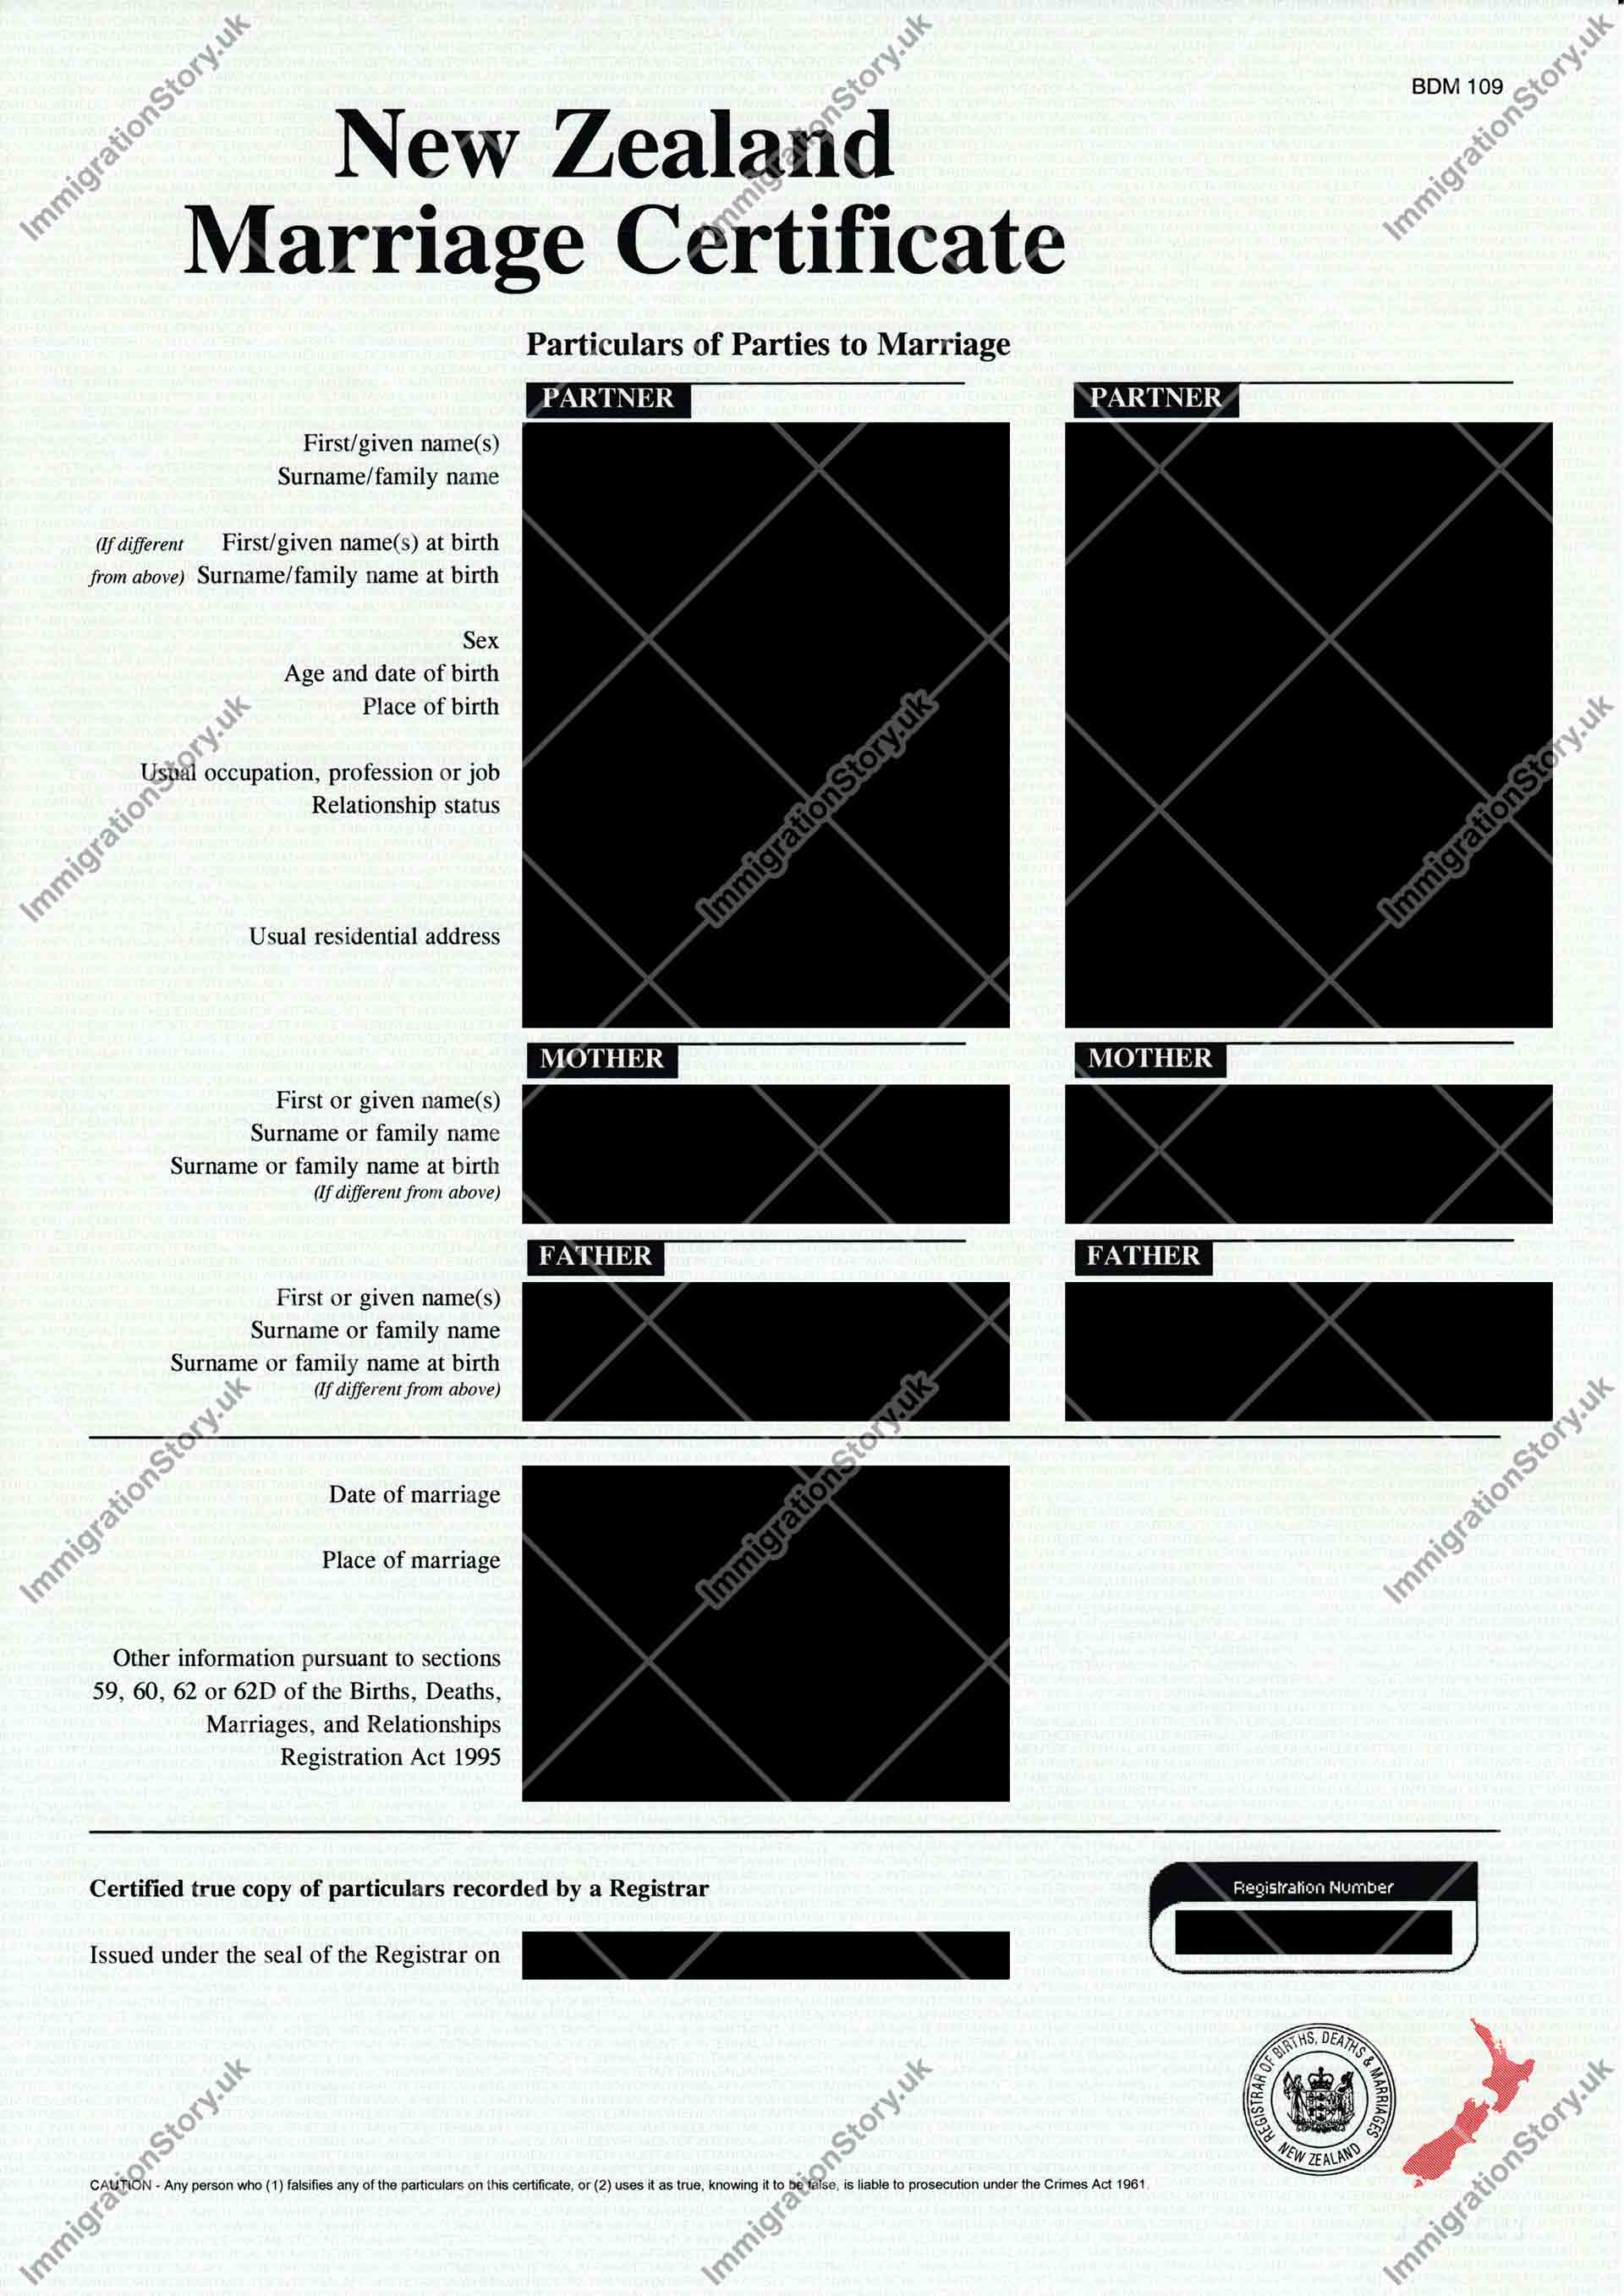 BDM 109
New Zealand
Marriage Certificate
Particulars of Parties to Marriage
PARTNER
PARTNER
First/given name(s)
Surname/family name
(If different First/given name(s) at birth
from above) Surname/family name at birth
Sex
Age and date of birth
Place of birth
Usual occupation, profession or job
Relationship status
Usual residential address
MOTHER
MOTHER
First or given name(s)
Surname or family name
Surname or family name at birth
(If different from above)
FATHER
FATHER
First or given name(s)
Surname or family name
Surname or family name at birth
(If different from above)
Date of marriage
Place of marriage
Other information pursuant to sections
59, 60, 62 or 62D of the Births, Deaths,
Marriages, and Relationships
Registration Act 1995
Certified true copy of particulars recorded by a Registrar
Registration Number
Issued under the seal of the Registrar on
REGISTRAR OF BIRTHS, DEATHS & MARRIAGES
NEW ZEALAND
CAUTION - Any person who (1) falsifies any of the particulars on this certificate, or (2) uses it as true, knowing it to be false, is liable to prosecution under the Crimes Act 1961.
ImmigrationStory.uk
ImmigrationStory.uk
ImmigrationStory.uk
ImmigrationStory.uk
ImmigrationStory.uk
ImmigrationStory.uk
ImmigrationStory.uk
ImmigrationStory.uk
ImmigrationStory.uk
ImmigrationStory.uk
ImmigrationStory.uk
ImmigrationStory.uk